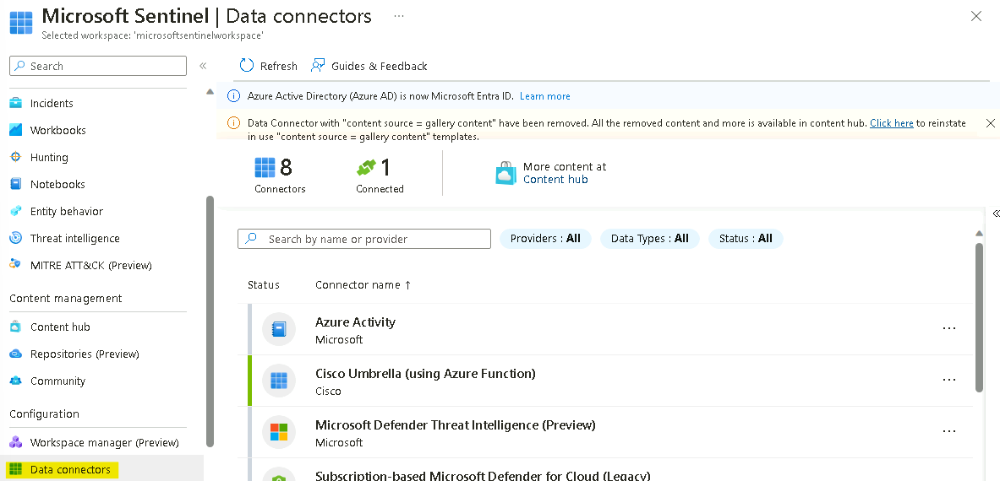 Microsoft Sentinel | Data connectors ...
Selected workspace: 'microsoftsentinelworkspace'
Search
«
Incidents
Workbooks
Hunting
Notebooks
Entity behavior
Threat intelligence
MITRE ATT&CK (Preview)
Content management
Content hub
Repositories (Preview)
Community
Configuration
Workspace manager (Preview)
Data connectors
Refresh
Guides & Feedback
Azure Active Directory (Azure AD) is now Microsoft Entra ID. Learn more
Data Connector with "content source = gallery content" have been removed. All the removed content and more is available in content hub. Click here to reinstate
in use "content source = gallery content" templates.
8
Connectors
1
Connected
More content at
Content hub
«
Search by name or provider
Providers : All
Data Types : All
Status : All
Status
Connector name ↑
Azure Activity
Microsoft
...
Cisco Umbrella (using Azure Function)
Cisco
...
Microsoft Defender Threat Intelligence (Preview)
Microsoft
...
Subscription-based Microsoft Defender for Cloud (Legacy)